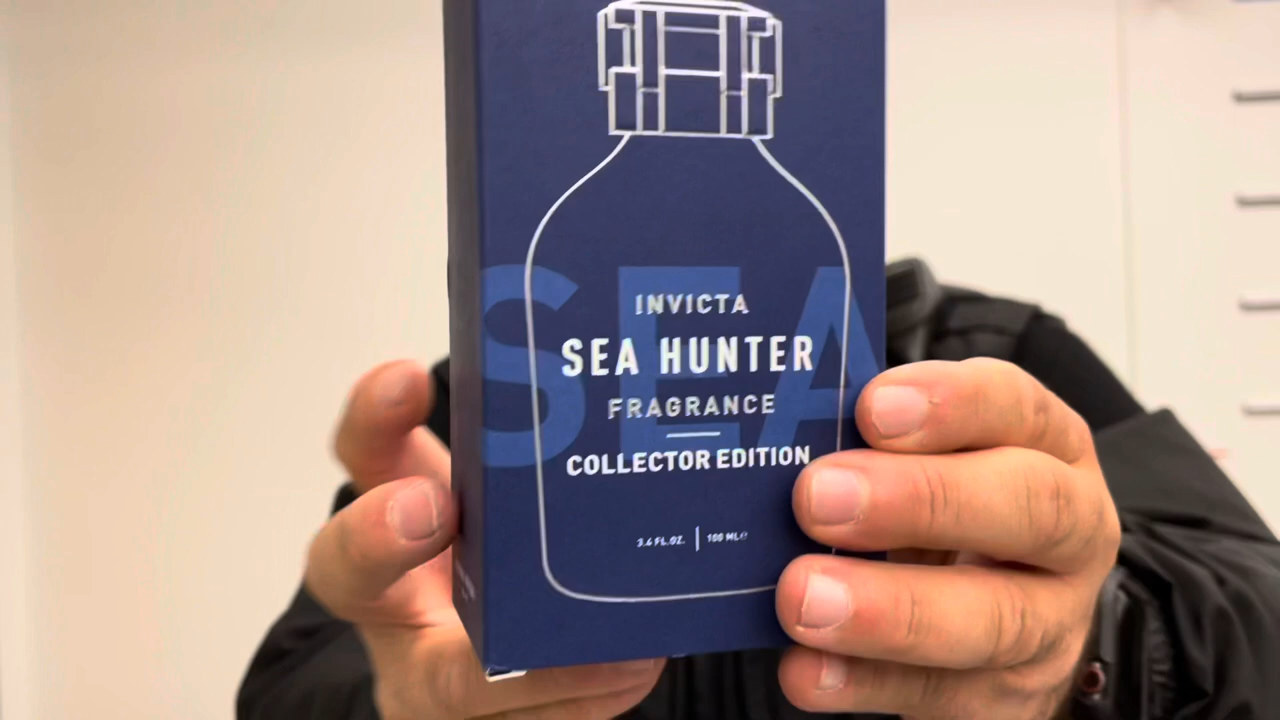 SEA
INVICTA
SEA HUNTER
FRAGRANCE
COLLECTOR EDITION
3.4 FL.OZ. | 100 ML℮